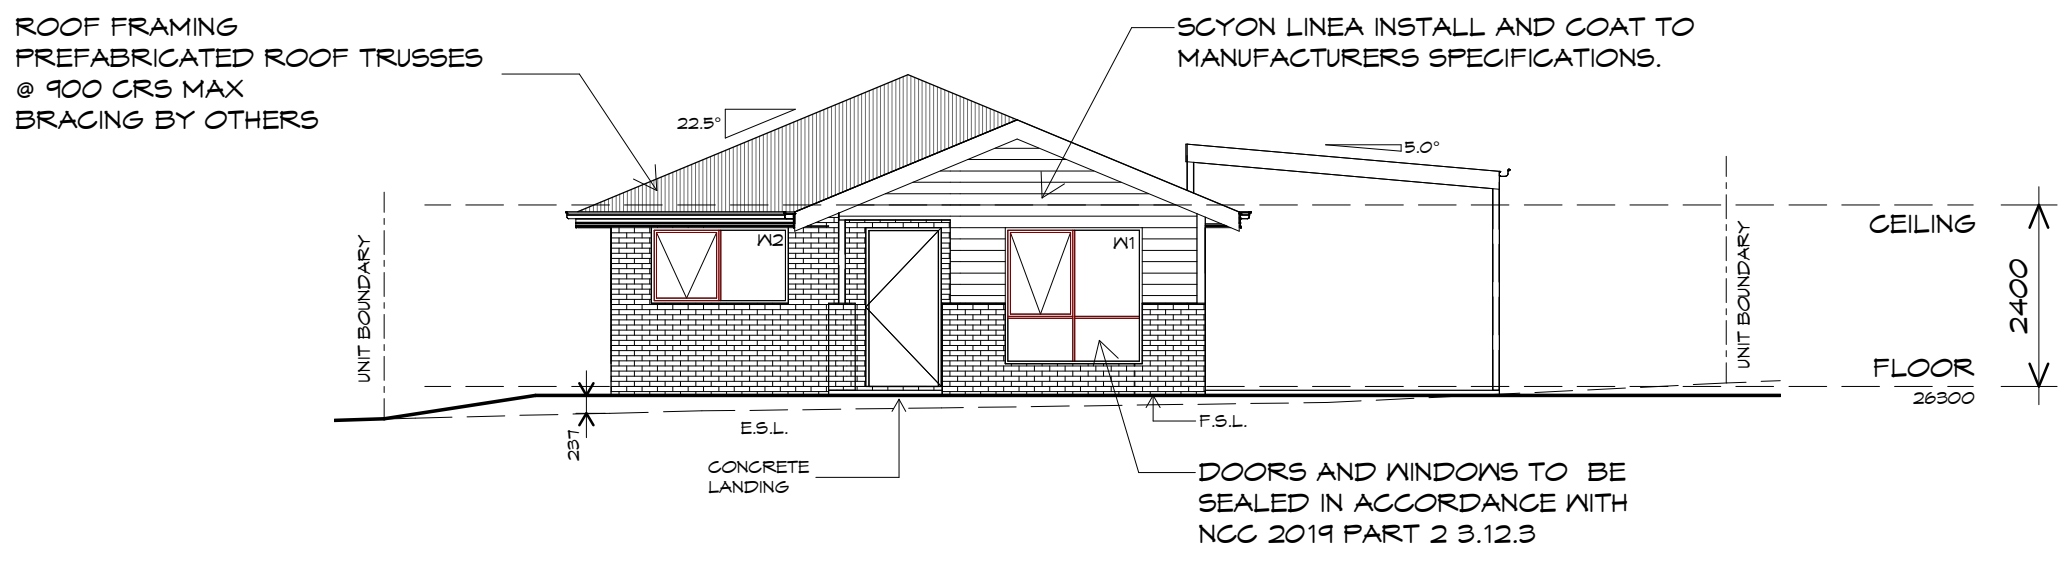 ROOF FRAMING
PREFABRICATED ROOF TRUSSES
@ 900 CRS MAX
BRACING BY OTHERS
SCYON LINEA INSTALL AND COAT TO
MANUFACTURERS SPECIFICATIONS.
22.5°
5.0°
UNIT BOUNDARY
W2
W1
UNIT BOUNDARY
CEILING
2400
FLOOR
26300
237
E.S.L.
F.S.L.
CONCRETE
LANDING
DOORS AND WINDOWS TO BE
SEALED IN ACCORDANCE WITH
NCC 2019 PART 2 3.12.3